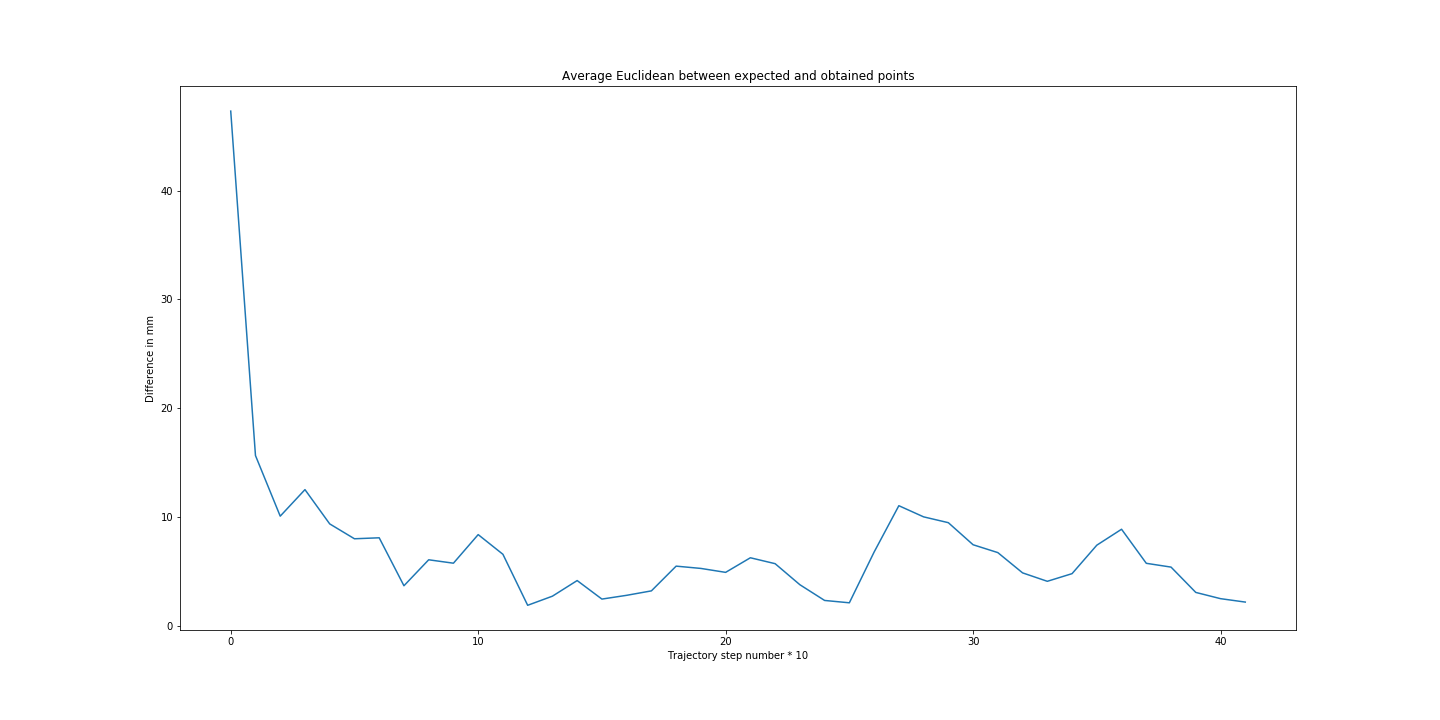 Average Euclidean between expected and obtained points
40
30
20
10
0
Difference in mm
0 10 20 30 40
Trajectory step number * 10